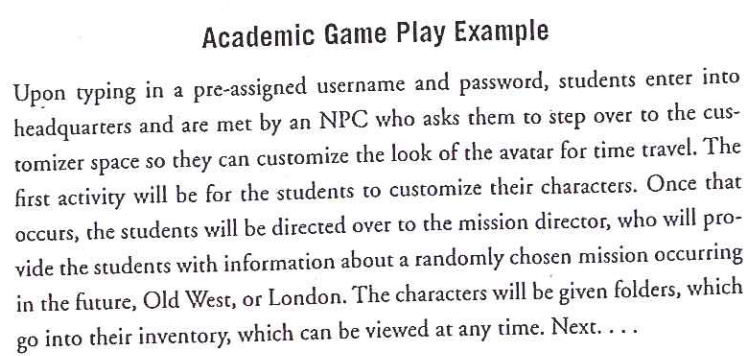 Academic Game Play Example
Upon typing in a pre-assigned username and password, students enter into
headquarters and are met by an NPC who asks them to step over to the cus-
tomizer space so they can customize the look of the avatar for time travel. The
first activity will be for the students to customize their characters. Once that
occurs, the students will be directed over to the mission director, who will pro-
vide the students with information about a randomly chosen mission occurring
in the future, Old West, or London. The characters will be given folders, which
go into their inventory, which can be viewed at any time. Next. . . .